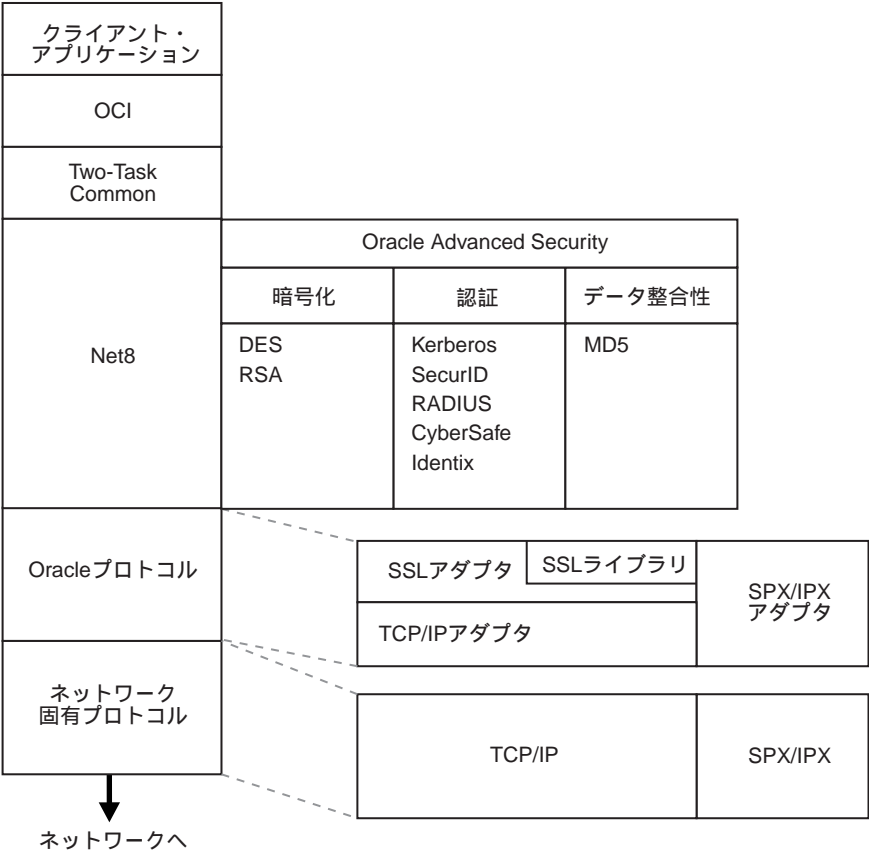 クライアント・
アプリケーション
OCI
Two-Task
Common
Net8
Oracle Advanced Security
暗号化
認証
データ整合性
DES
RSA
Kerberos
SecurID
RADIUS
CyberSafe
Identix
MD5
Oracleプロトコル
SSLアダプタ
SSLライブラリ
TCP/IPアダプタ
SPX/IPX
アダプタ
ネットワーク
固有プロトコル
TCP/IP
SPX/IPX
ネットワークへ